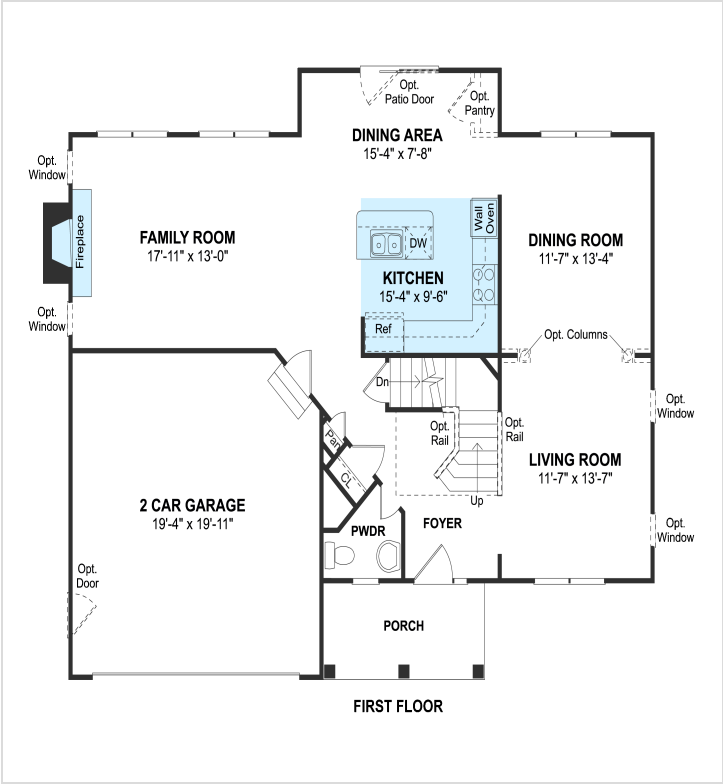 Opt.
Patio Door
Opt.
Pantry
DINING AREA
15'-4" x 7'-8"
Opt.
Window
Fireplace
FAMILY ROOM
17'-11" x 13'-0"
Wall
Oven
DW
DINING ROOM
11'-7" x 13'-4"
KITCHEN
15'-4" x 9'-6"
Opt.
Window
Ref
Opt. Columns
Dn
Opt.
Window
Opt.
Rail
Opt.
Rail
Pan
CL
LIVING ROOM
11'-7" x 13'-7"
Up
2 CAR GARAGE
19'-4" x 19'-11"
PWDR
FOYER
Opt.
Window
Opt.
Door
PORCH
FIRST FLOOR